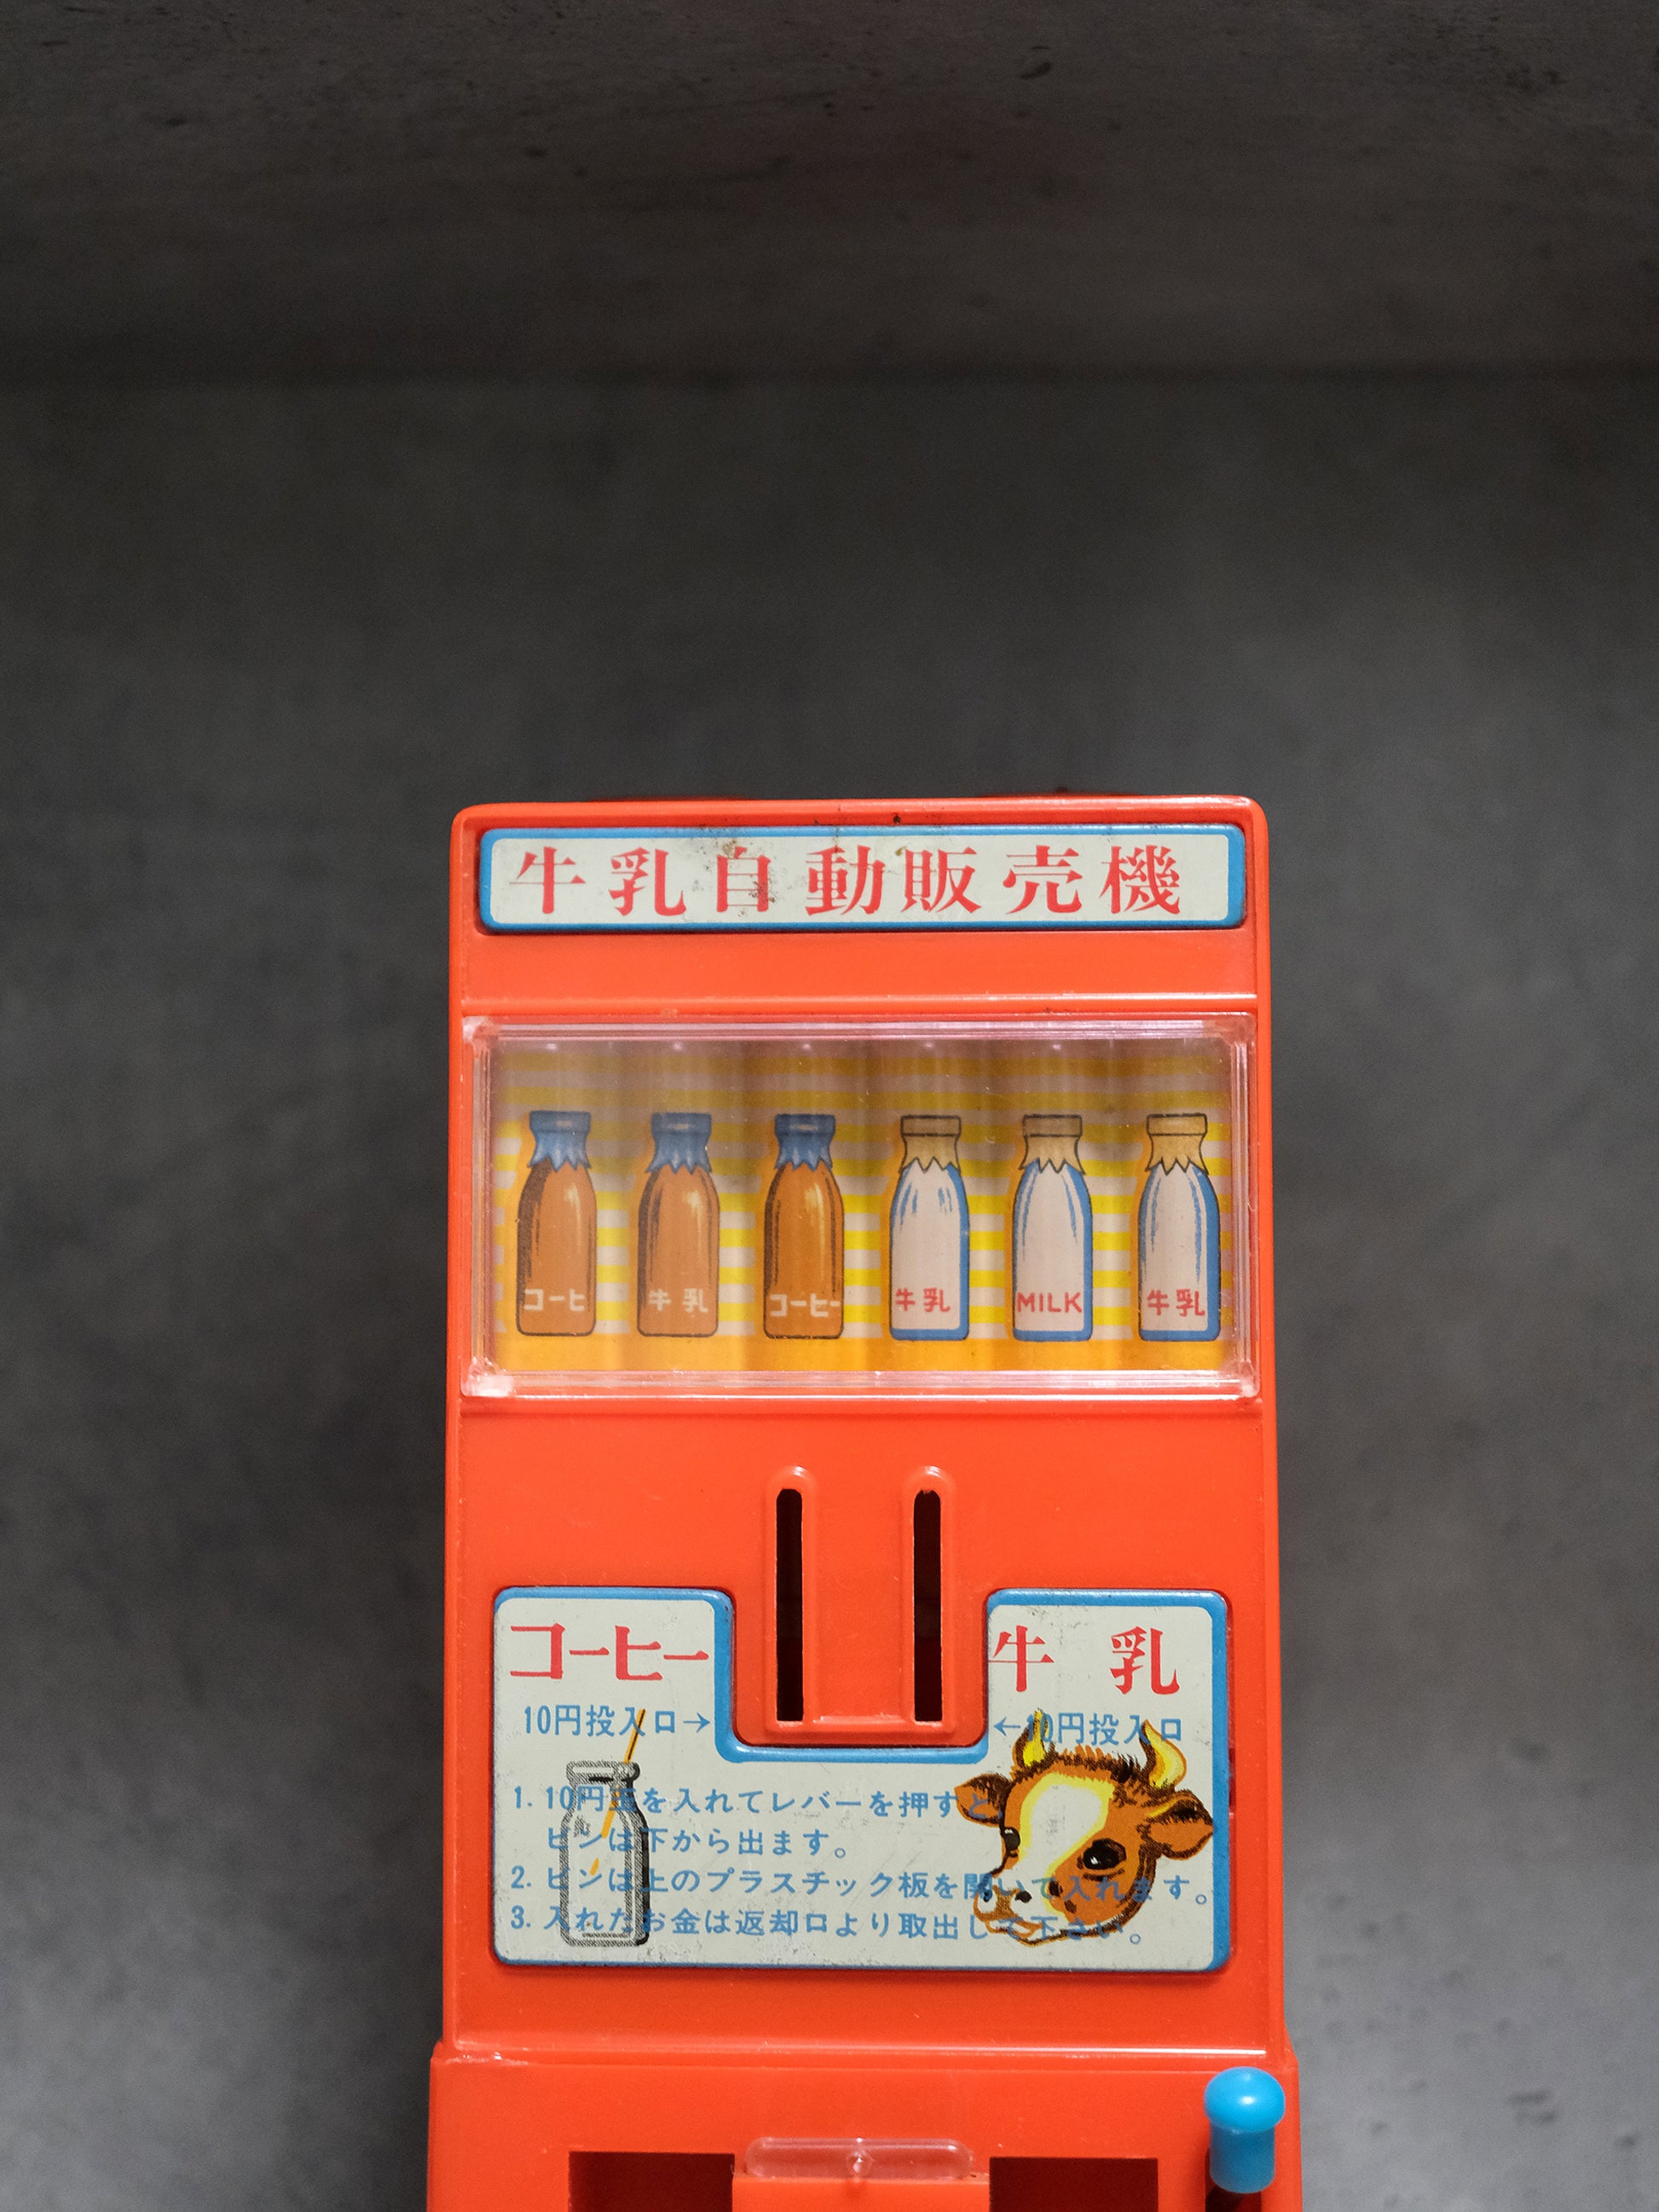 牛乳自動販売機
コーヒ 牛乳 コーヒー 牛乳 MILK 牛乳
コーヒー
10円投入口→
牛乳
←10円投入口
1. 10円玉を入れてレバーを押すと
ビンは下から出ます。
2. ビンは上のプラスチック板を開いて入れます。
3. 入れたお金は返却口より取出して下さい。